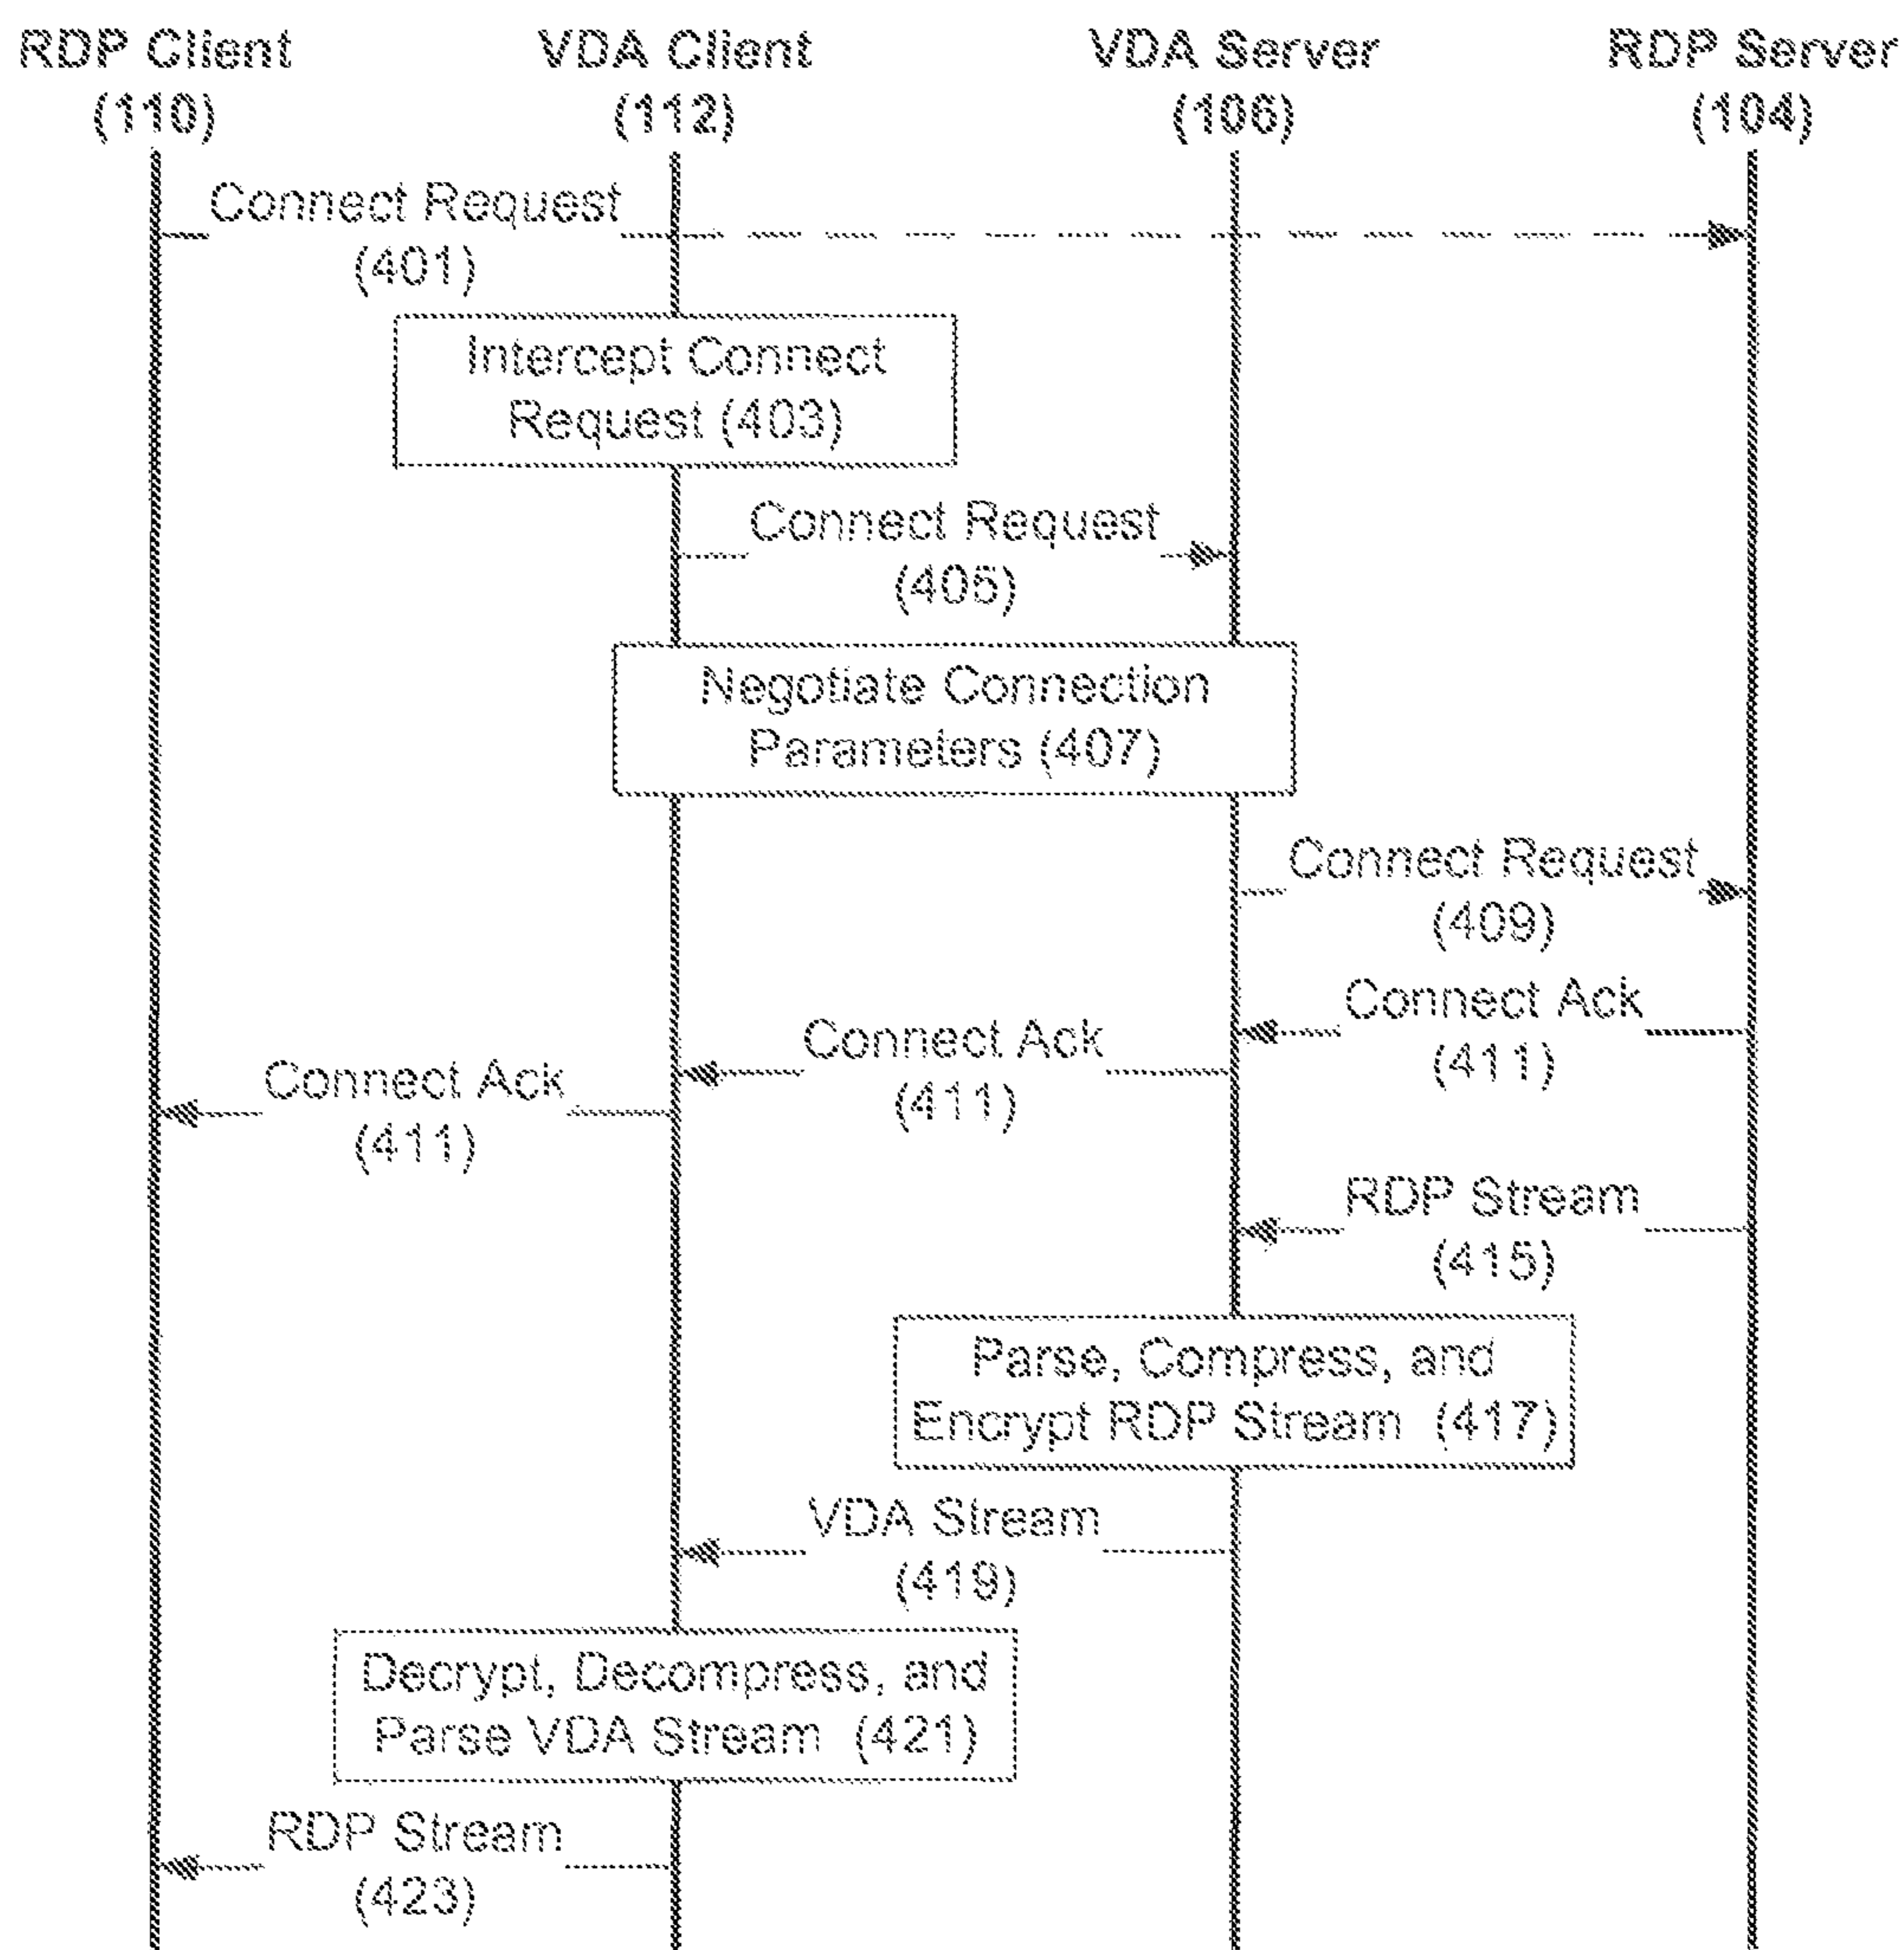 RDP Client
(110)
VDA Client
(112)
VDA Server
(106)
RDP Server
(104)
Connect Request
(401)
Intercept Connect
Request (403)
Connect Request
(405)
Negotiate Connection
Parameters (407)
Connect Request
(409)
Connect Ack
(411)
Connect Ack
(411)
Connect Ack
(411)
RDP Stream
(415)
Parse, Compress, and
Encrypt RDP Stream (417)
VDA Stream
(419)
Decrypt, Decompress, and
Parse VDA Stream (421)
RDP Stream
(423)